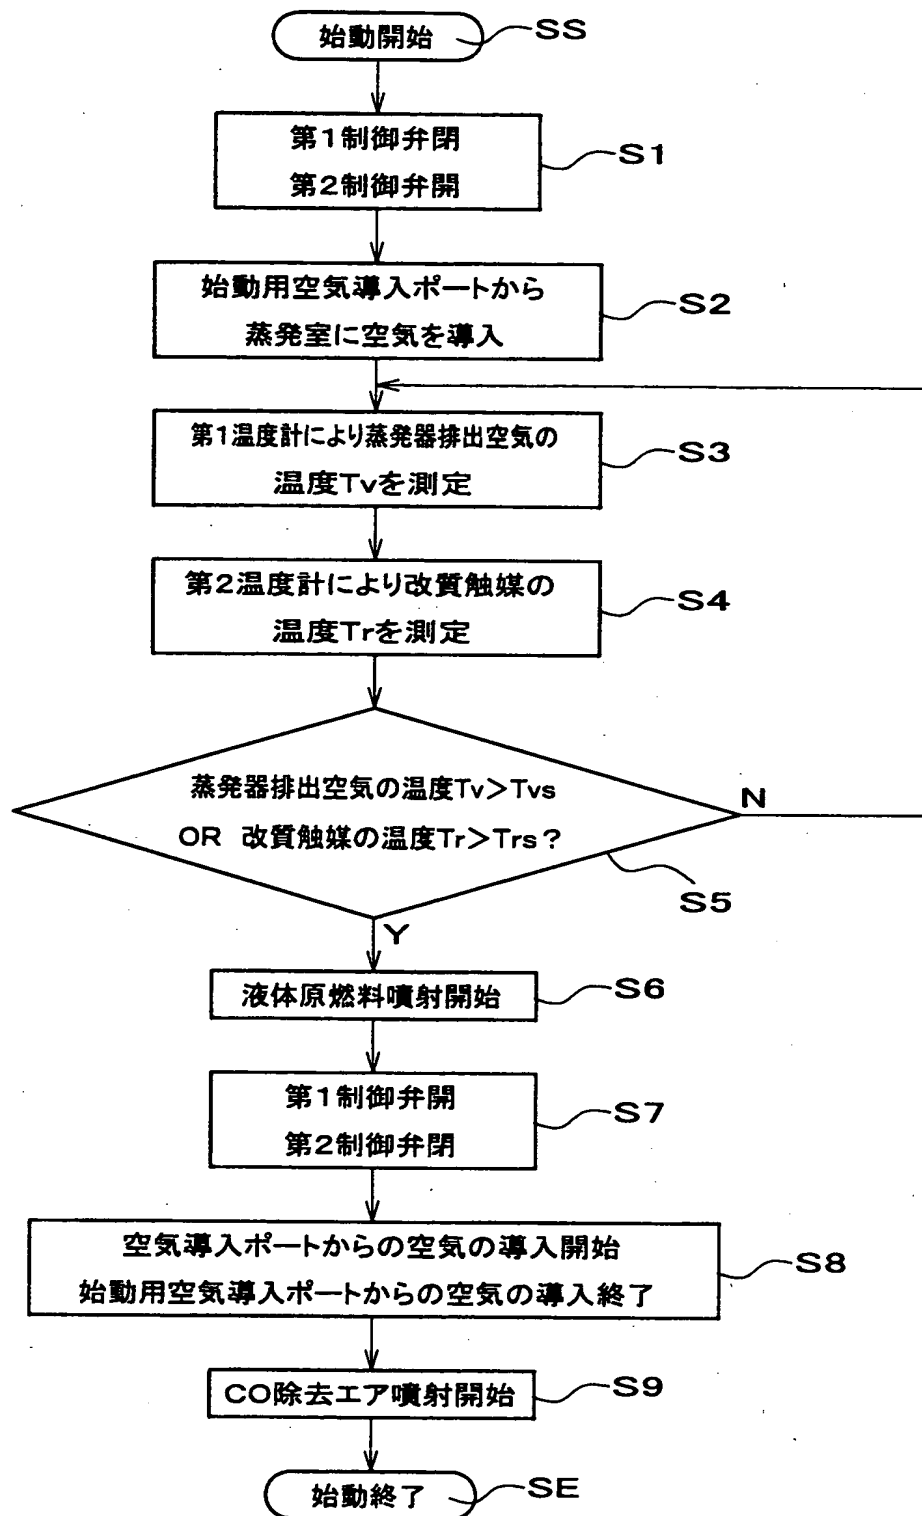 始動開始
SS
第1制御弁閉
第2制御弁開
S1
始動用空気導入ポートから
蒸発室に空気を導入
S2
第1温度計により蒸発器排出空気の
温度Tvを測定
S3
第2温度計により改質触媒の
温度Trを測定
S4
蒸発器排出空気の温度Tv>Tvs
OR 改質触媒の温度Tr>Trs?
N
S5
Y
液体原燃料噴射開始
S6
第1制御弁開
第2制御弁閉
S7
空気導入ポートからの空気の導入開始
始動用空気導入ポートからの空気の導入終了
S8
CO除去エア噴射開始
S9
始動終了
SE